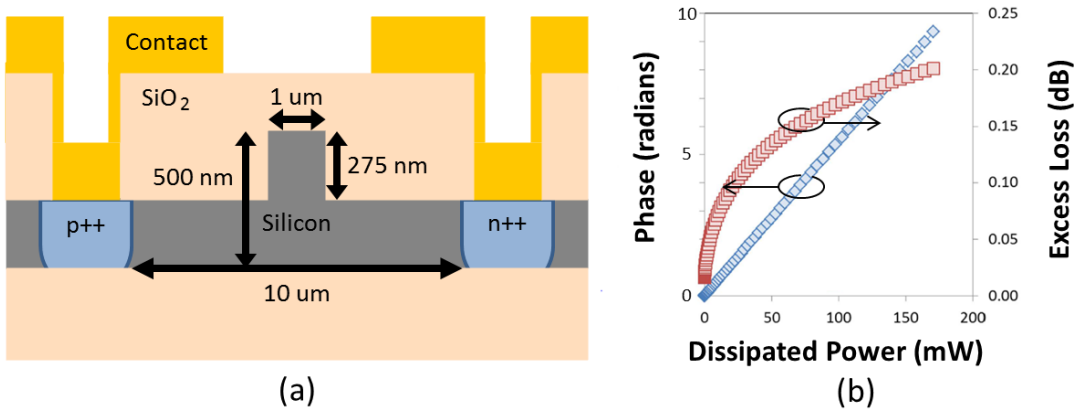 Contact
SiO2
1 um
500 nm
275 nm
p++
Silicon
n++
10 um
(a)
10
5
0
Phase (radians)
0.25
0.20
0.15
0.10
0.05
0.00
Excess Loss (dB)
0
50
100
150
200
Dissipated Power (mW)
(b)